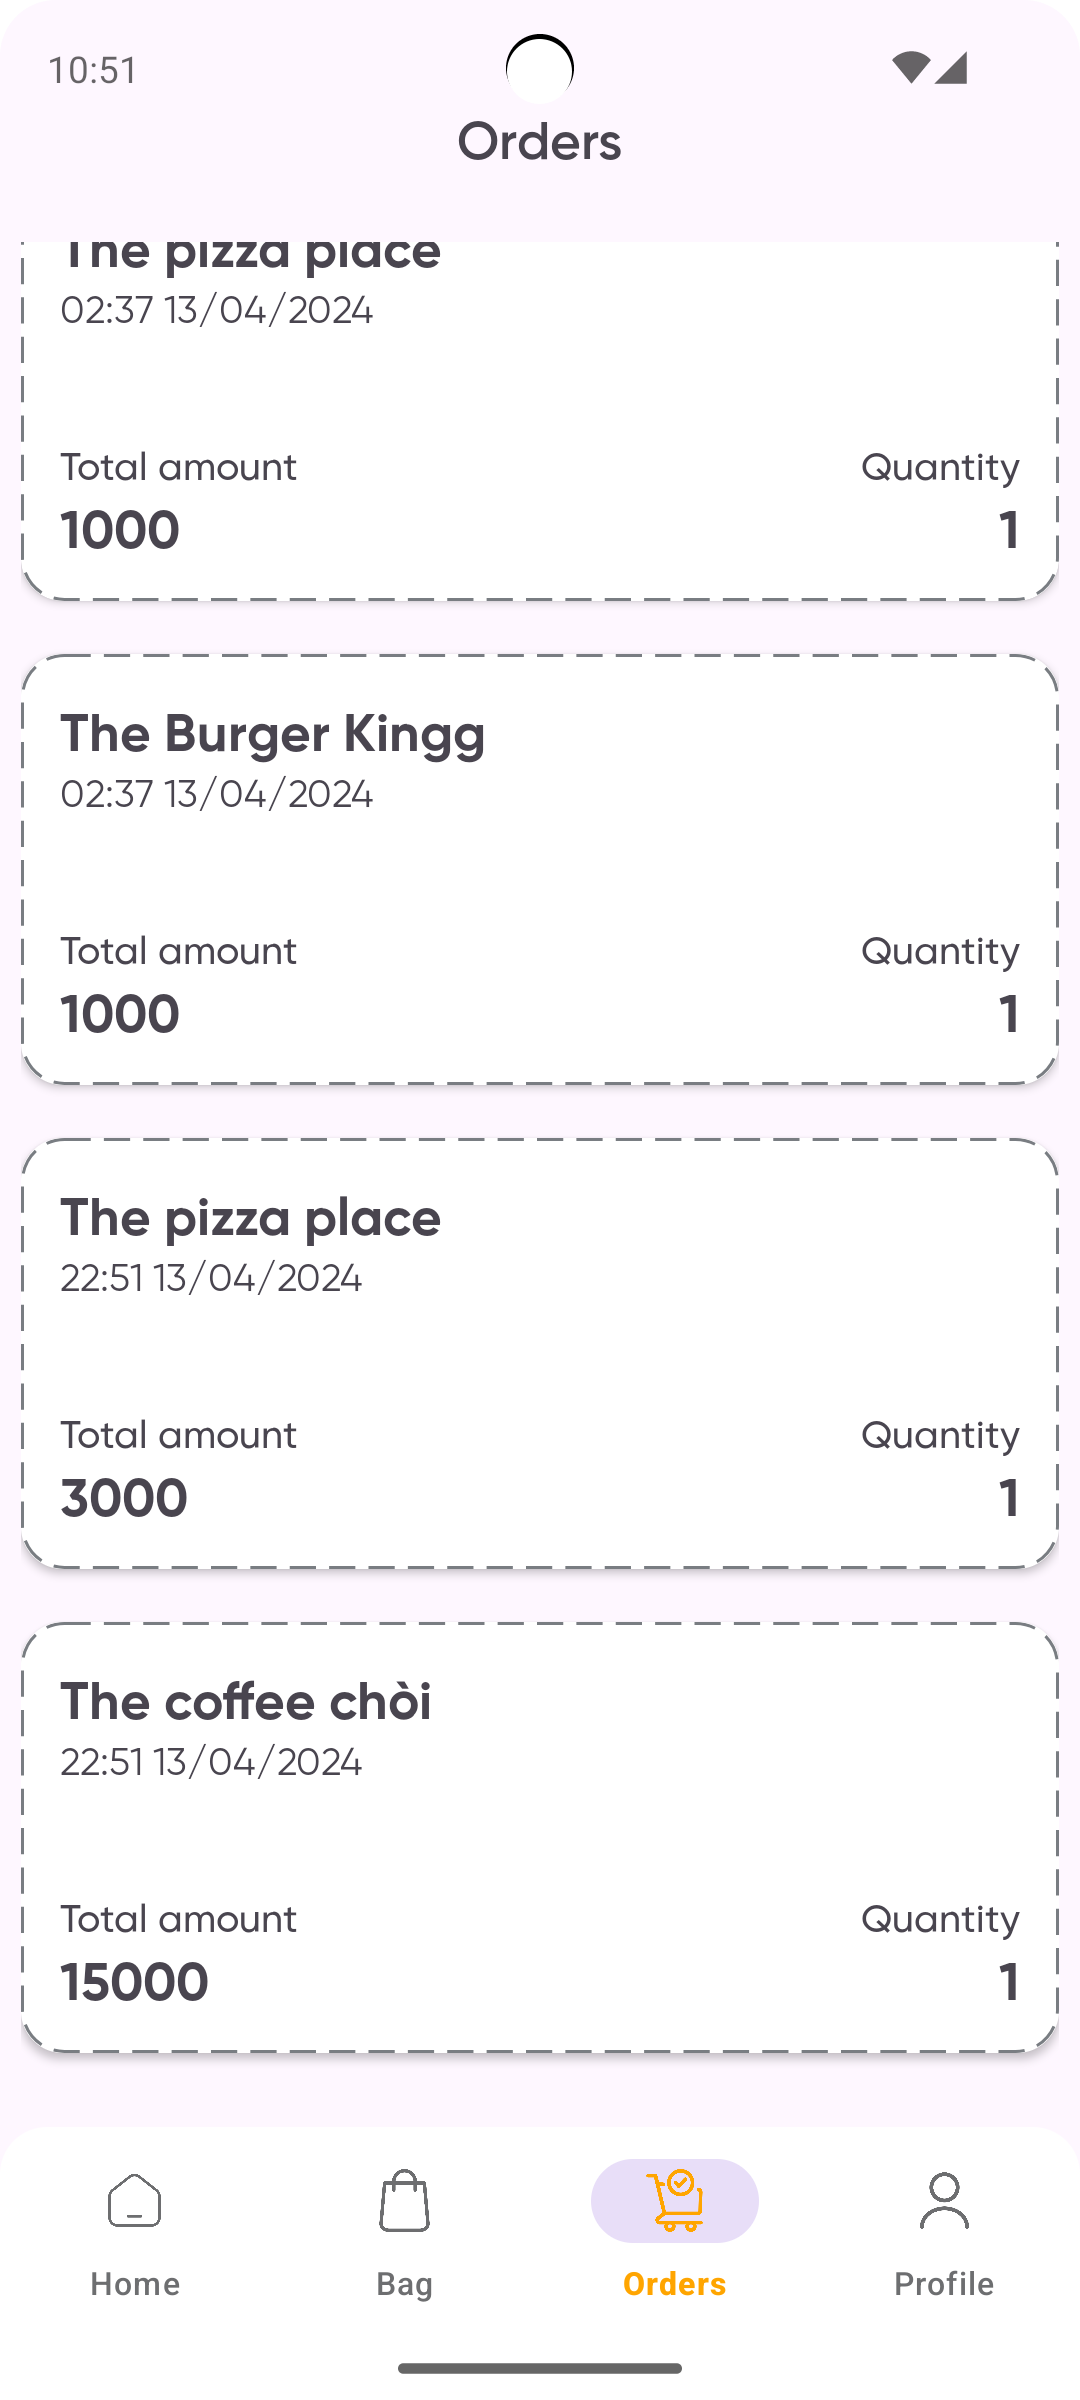 10:51
Orders
The pizza place
02:37 13/04/2024
Total amount Quantity
1000 1
The Burger Kingg
02:37 13/04/2024
Total amount Quantity
1000 1
The pizza place
22:51 13/04/2024
Total amount Quantity
3000 1
The coffee chòi
22:51 13/04/2024
Total amount Quantity
15000 1
Home Bag Orders Profile